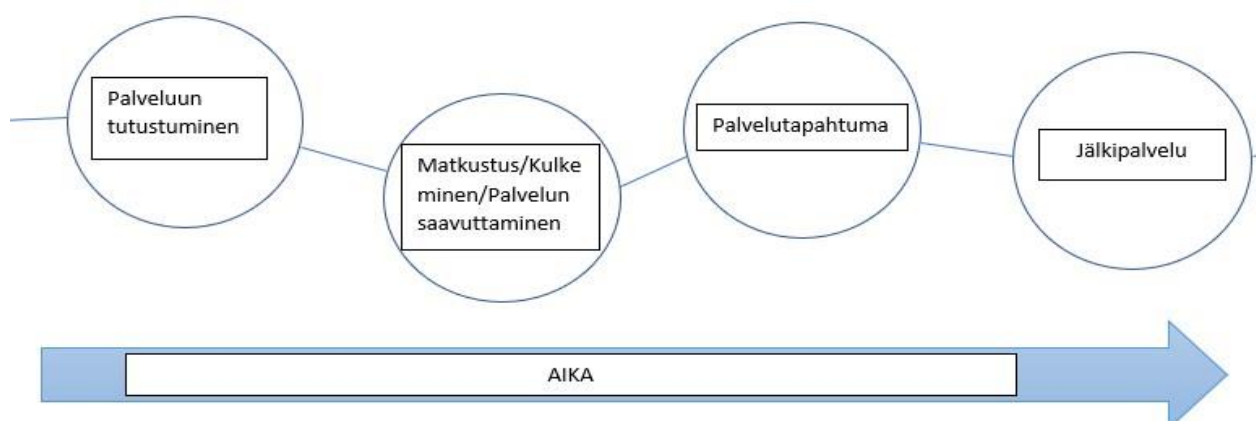 Palveluun
tutustuminen
Matkustus/Kulke
minen/Palvelun
saavuttaminen
Palvelutapahtuma
Jälkipalvelu
AIKA